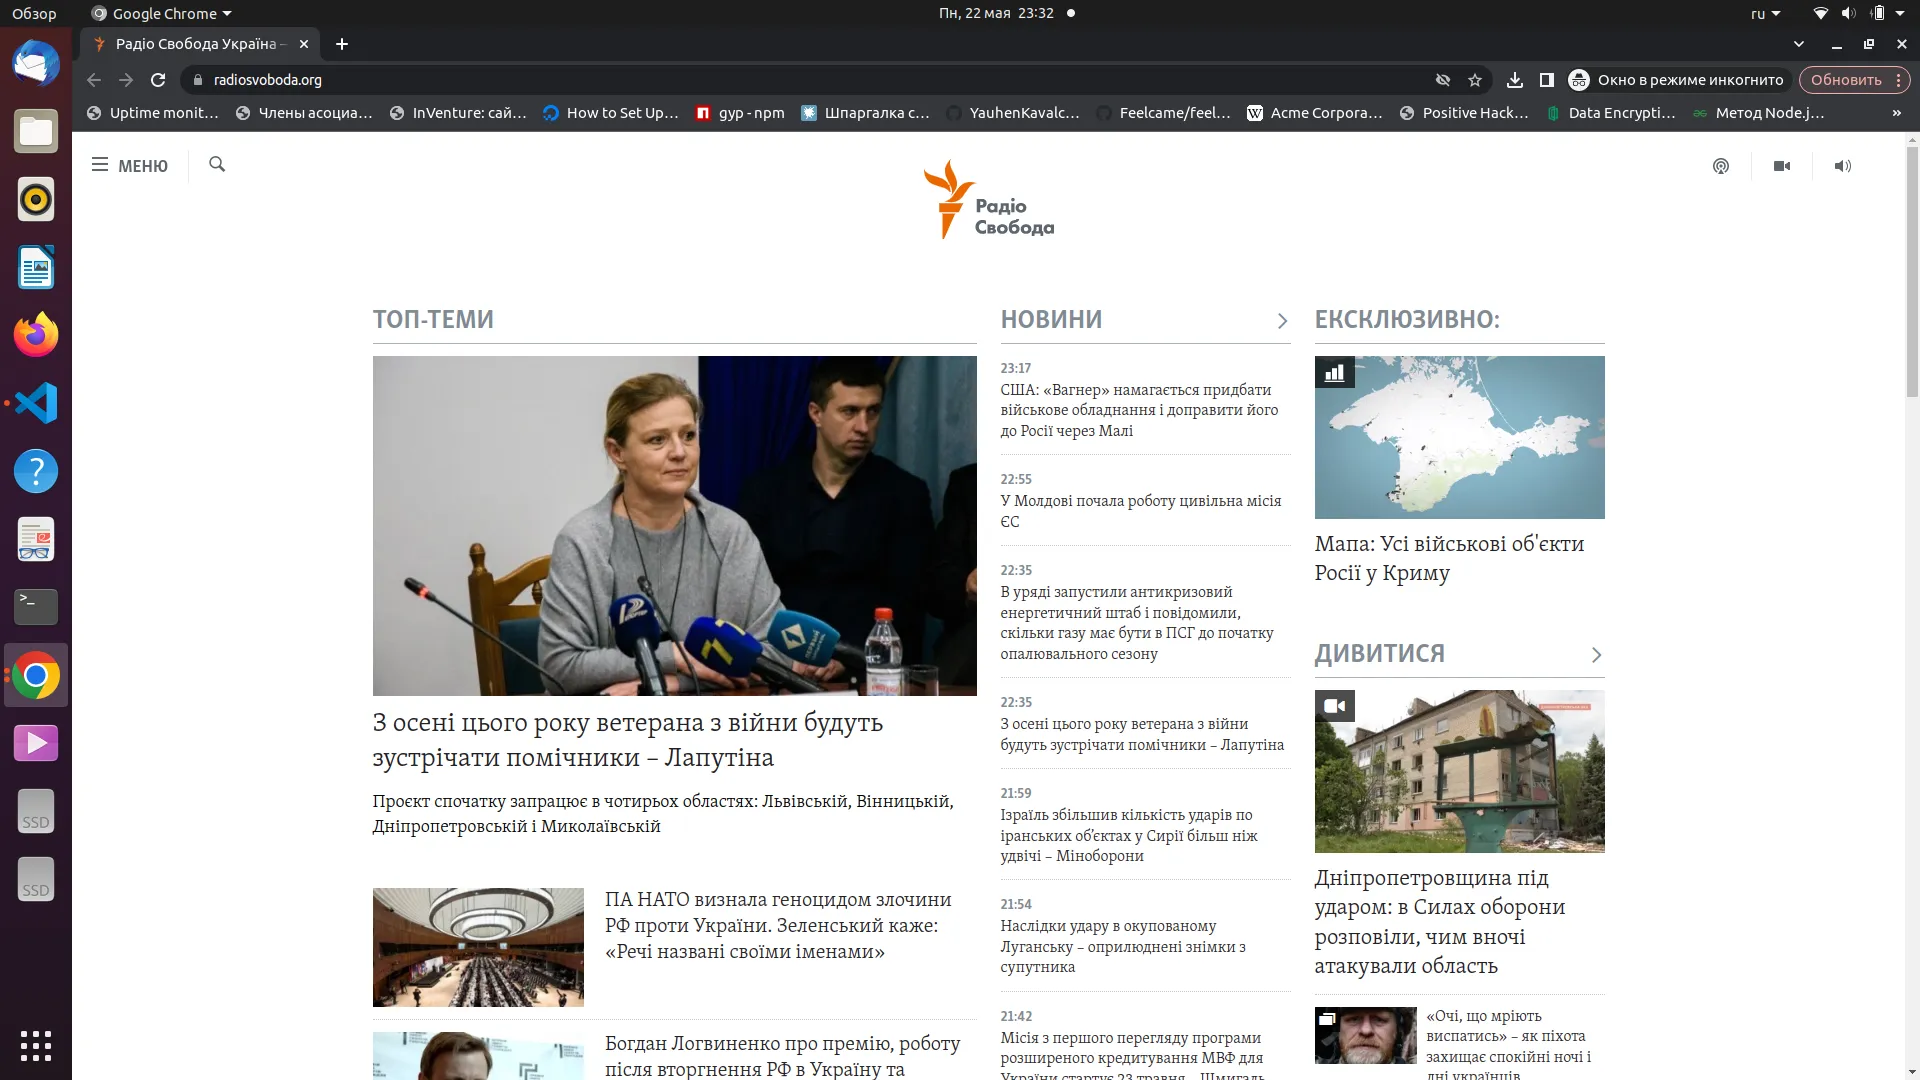 Обзор
Google Chrome
Пн, 22 мая 23:32
ru
Радіо Свобода Україна –
radiosvoboda.org
Окно в режиме инкогнито
Обновить
Uptime monit…
Члены асоциа…
InVenture: сай…
How to Set Up…
gyp - npm
Шпаргалка с…
YauhenKavalc…
Feelcame/feel…
Acme Corpora…
Positive Hack…
Data Encrypti…
Метод Node.j…
»
МЕНЮ
Радіо
Свобода
ТОП-ТЕМИ
З осені цього року ветерана з війни будуть
зустрічати помічники – Лапутіна
Проєкт спочатку запрацює в чотирьох областях: Львівській, Вінницькій,
Дніпропетровській і Миколаївській
ПА НАТО визнала геноцидом злочини
РФ проти України. Зеленський каже:
«Речі названі своїми іменами»
Богдан Логвиненко про премію, роботу
після вторгнення РФ в Україну та
НОВИНИ
23:17
США: «Вагнер» намагається придбати
військове обладнання і доправити його
до Росії через Малі
22:55
У Молдові почала роботу цивільна місія
ЄС
22:35
В уряді запустили антикризовий
енергетичний штаб і повідомили,
скільки газу має бути в ПСГ до початку
опалювального сезону
22:35
З осені цього року ветерана з війни
будуть зустрічати помічники – Лапутіна
21:59
Ізраїль збільшив кількість ударів по
іранських об’єктах у Сирії більш ніж
удвічі – Міноборони
21:54
Наслідки удару в окупованому
Луганську – оприлюднені знімки з
супутника
21:42
Місія з першого перегляду програми
розширеного кредитування МВФ для
України стартує 23 травня – Шмигаль
ЕКСКЛЮЗИВНО:
Мапа: Усі військові об'єкти
Росії у Криму
ДИВИТИСЯ
Дніпропетровщина під
ударом: в Силах оборони
розповіли, чим вночі
атакували область
«Очі, що мріють
виспатись» – як піхота
захищає спокійні ночі і
дні українців
SSD
SSD